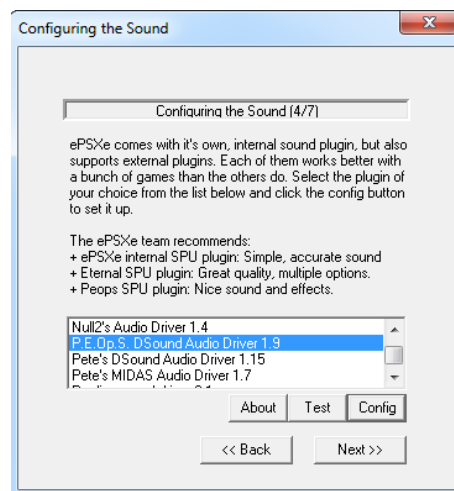 Configuring the Sound
Configuring the Sound (4/7)
ePSXe comes with it's own, internal sound plugin, but also
supports external plugins. Each of them works better with
a bunch of games than the others do. Select the plugin of
your choice from the list below and click the config button
to set it up.
The ePSXe team recommends:
+ ePSXe internal SPU plugin: Simple, accurate sound
+ Eternal SPU plugin: Great quality, multiple options.
+ Peops SPU plugin: Nice sound and effects.
Null2's Audio Driver 1.4
P.E.Op.S. DSound Audio Driver 1.9
Pete's DSound Audio Driver 1.15
Pete's MIDAS Audio Driver 1.7
About Test Config
<< Back Next >>